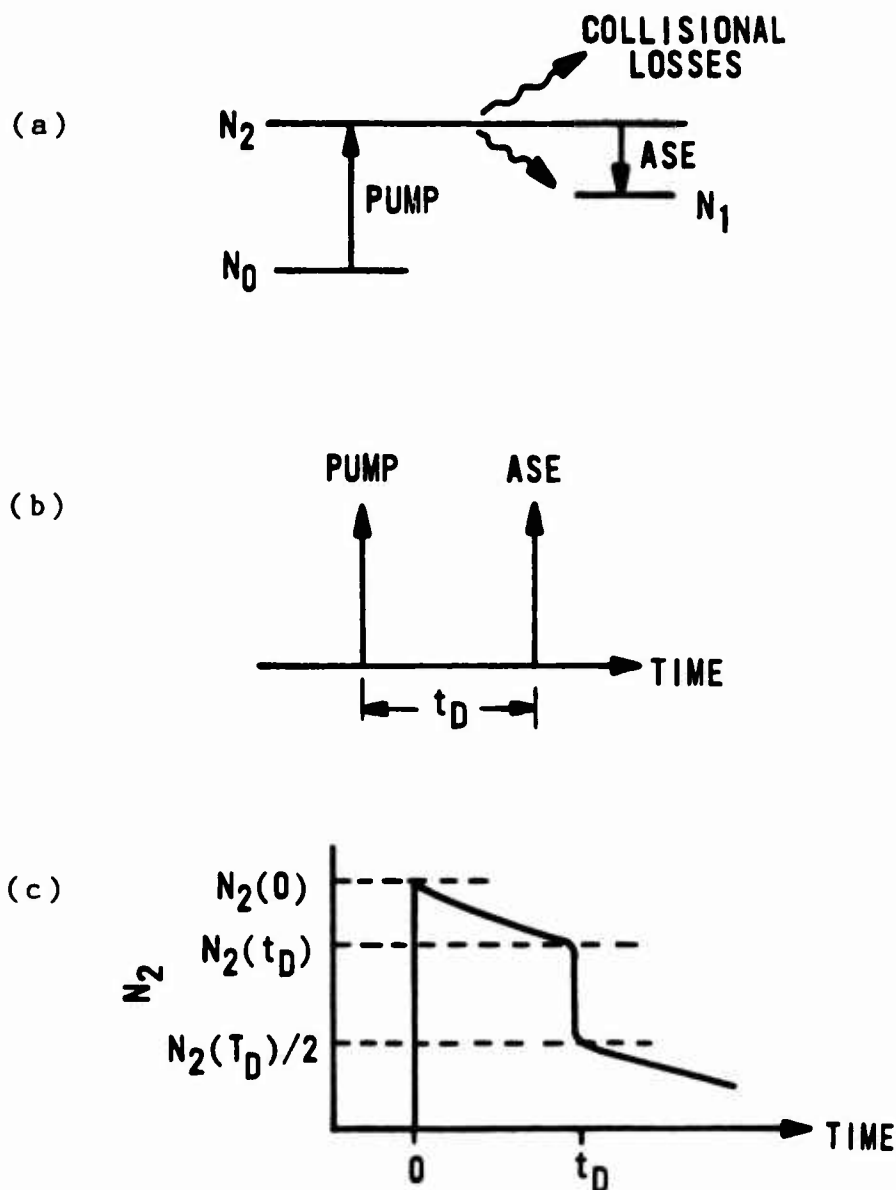 COLLISIONAL
LOSSES
(a)
N2
ASE
PUMP
N1
N0
(b)
PUMP
ASE
TIME
tD
(c)
N2(0)
N2(tD)
N2
N2(TD)/2
TIME
0
tD